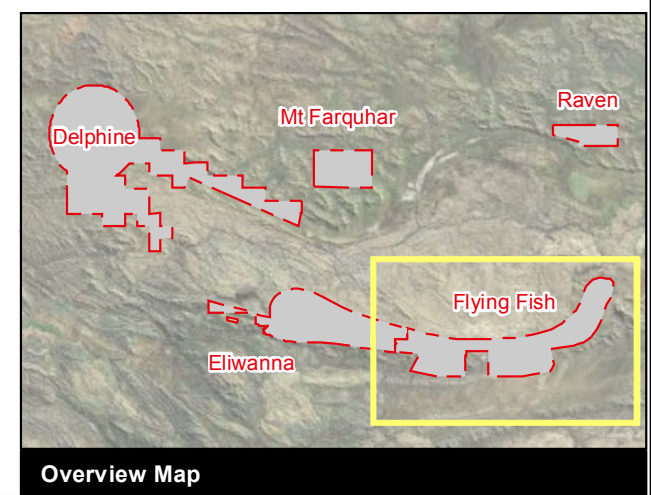 Raven
Mt Farquhar
Delphine
Flying Fish
Eliwanna
Overview Map